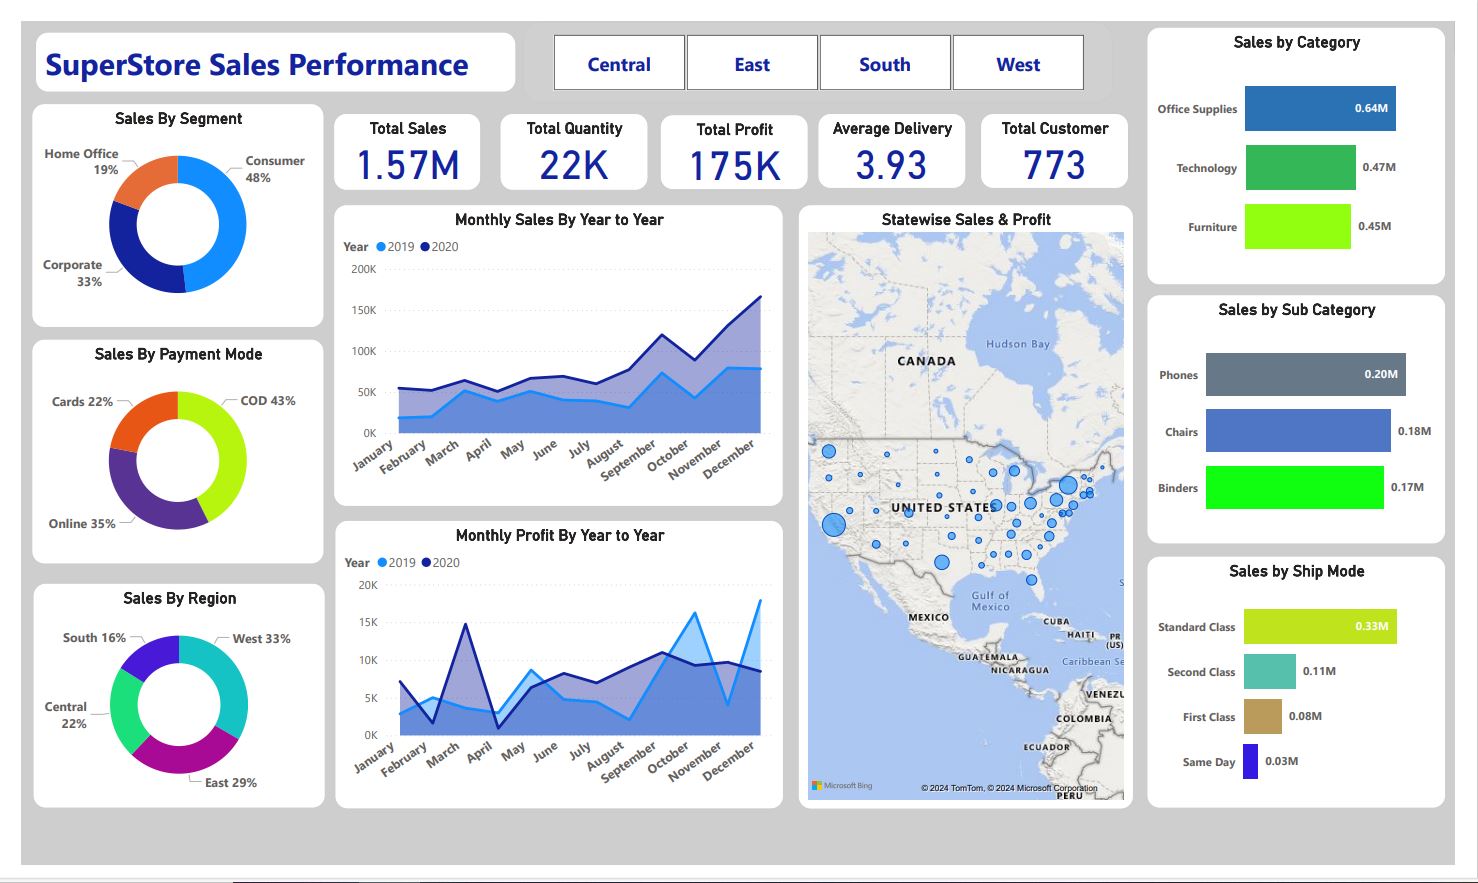 SuperStore Sales Performance
Central
East
South
West
Sales By Segment
Home Office
19%
Consumer
48%
Corporate
33%
Sales By Payment Mode
Cards 22%
COD 43%
Online 35%
Sales By Region
South 16%
West 33%
Central
22%
East 29%
Total Sales
1.57M
Total Quantity
22K
Total Profit
175K
Average Delivery
3.93
Total Customer
773
Monthly Sales By Year to Year
Year 2019 2020
200K
150K
100K
50K
0K
January
February
March
April
May
June
July
August
September
October
November
December
Monthly Profit By Year to Year
Year 2019 2020
20K
15K
10K
5K
0K
January
February
March
April
May
June
July
August
September
October
November
December
Statewise Sales & Profit
Hudson Bay
CANADA
UNITED STATES
Gulf of
Mexico
MEXICO
CUBA
HAITI
PR
(US)
GUATEMALA
NICARAGUA
Caribbean Se
VENEZU
COLOMBIA
ECUADOR
PERU
Microsoft Bing
© 2024 TomTom, © 2024 Microsoft Corporation
Sales by Category
Office Supplies 0.64M
Technology 0.47M
Furniture 0.45M
Sales by Sub Category
Phones 0.20M
Chairs 0.18M
Binders 0.17M
Sales by Ship Mode
Standard Class 0.33M
Second Class 0.11M
First Class 0.08M
Same Day 0.03M